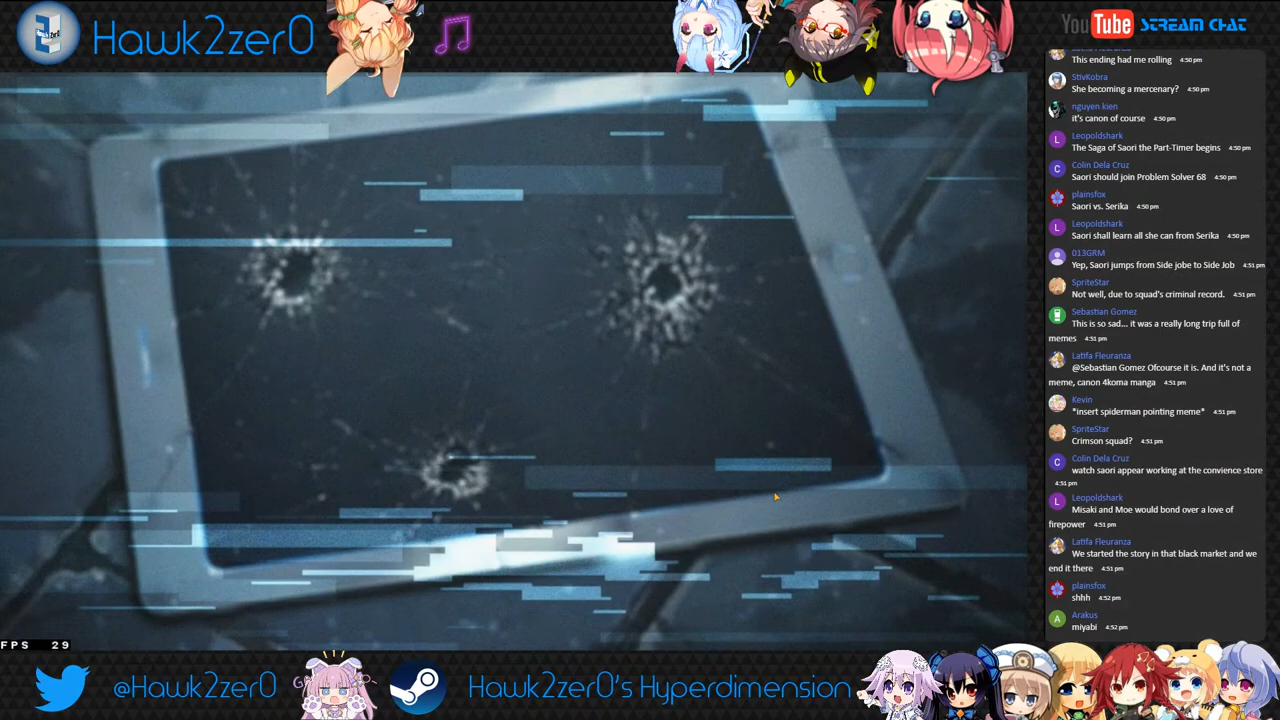 Hawk2zer0
YouTube STREAM CHAT
This ending had me rolling 4:50 pm
StivKobra
She becoming a mercenary? 4:50 pm
nguyen kien
it's canon of course 4:50 pm
Leopoldshark
The Saga of Saori the Part-Timer begins 4:50 pm
Colin Dela Cruz
Saori should join Problem Solver 68 4:50 pm
plainsfox
Saori vs. Serika 4:50 pm
Leopoldshark
Saori shall learn all she can from Serika 4:50 pm
013GRM
Yep, Saori jumps from Side jobe to Side Job 4:51 pm
SpriteStar
Not well, due to squad's criminal record. 4:51 pm
Sebastian Gomez
This is so sad... it was a really long trip full of
memes 4:51 pm
Latifa Fleuranza
@Sebastian Gomez Ofcourse it is. And it's not a
meme, canon 4koma manga 4:51 pm
Kevin
*insert spiderman pointing meme* 4:51 pm
SpriteStar
Crimson squad? 4:51 pm
Colin Dela Cruz
watch saori appear working at the convience store
4:51 pm
Leopoldshark
Misaki and Moe would bond over a love of
firepower 4:51 pm
Latifa Fleuranza
We started the story in that black market and we
end it there 4:51 pm
plainsfox
shhh 4:52 pm
Arakus
miyabi 4:52 pm
FPS 29
@Hawk2zer0
Hawk2zer0's Hyperdimension